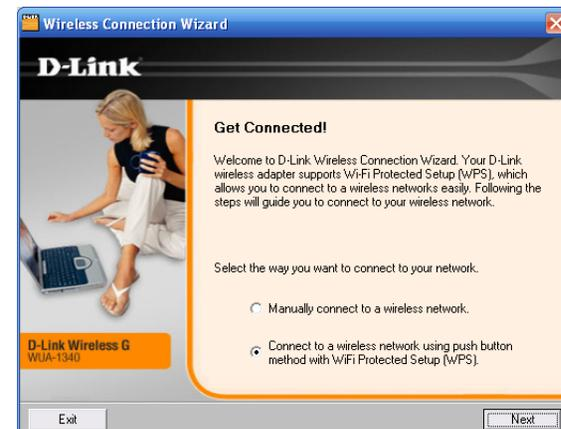 Wireless Connection Wizard
D-Link
Get Connected!
Welcome to D-Link Wireless Connection Wizard. Your D-Link
wireless adapter supports Wi-Fi Protected Setup (WPS), which
allows you to connect to a wireless networks easily. Following the
steps will guide you to connect to your wireless network.
Select the way you want to connect to your network.
Manually connect to a wireless network.
Connect to a wireless network using push button
method with WiFi Protected Setup (WPS).
D-Link Wireless G
WUA-1340
Exit
Next